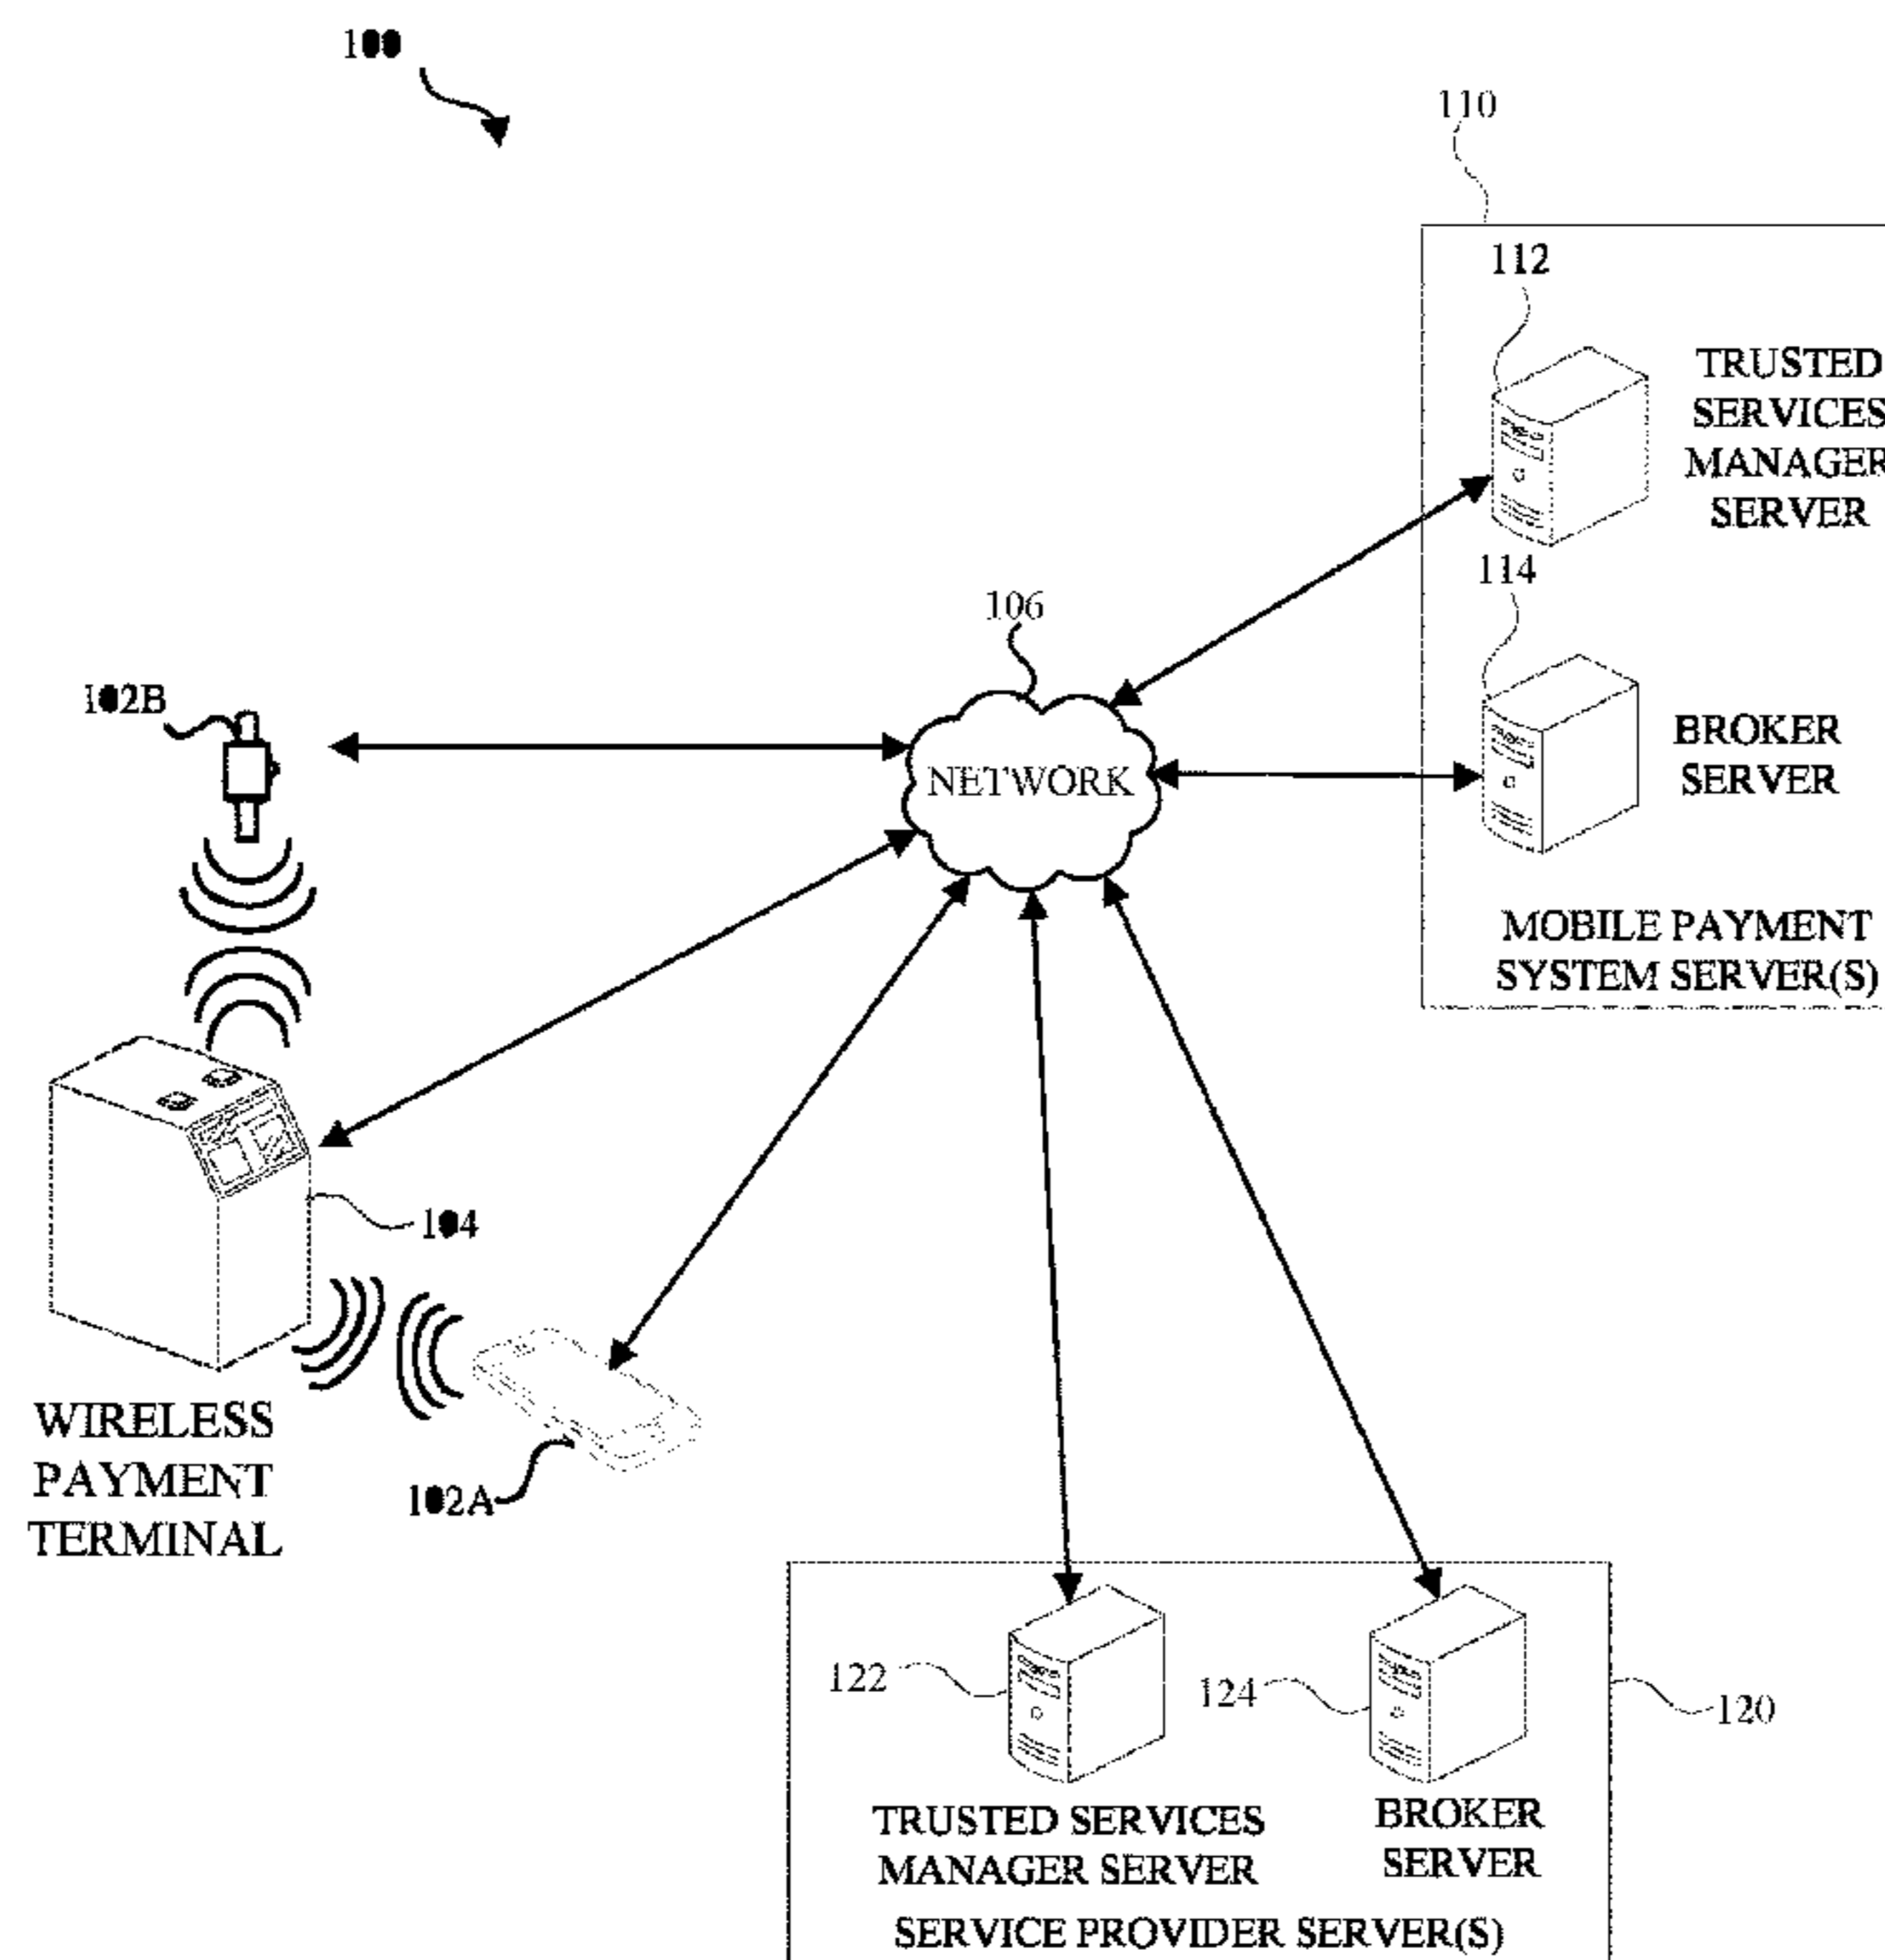 100
110
112
TRUSTED
SERVICES
MANAGER
SERVER
114
106
102B
NETWORK
BROKER
SERVER
MOBILE PAYMENT
SYSTEM SERVER(S)
104
WIRELESS
PAYMENT
TERMINAL
102A
122
124
120
TRUSTED SERVICES
MANAGER SERVER
BROKER
SERVER
SERVICE PROVIDER SERVER(S)